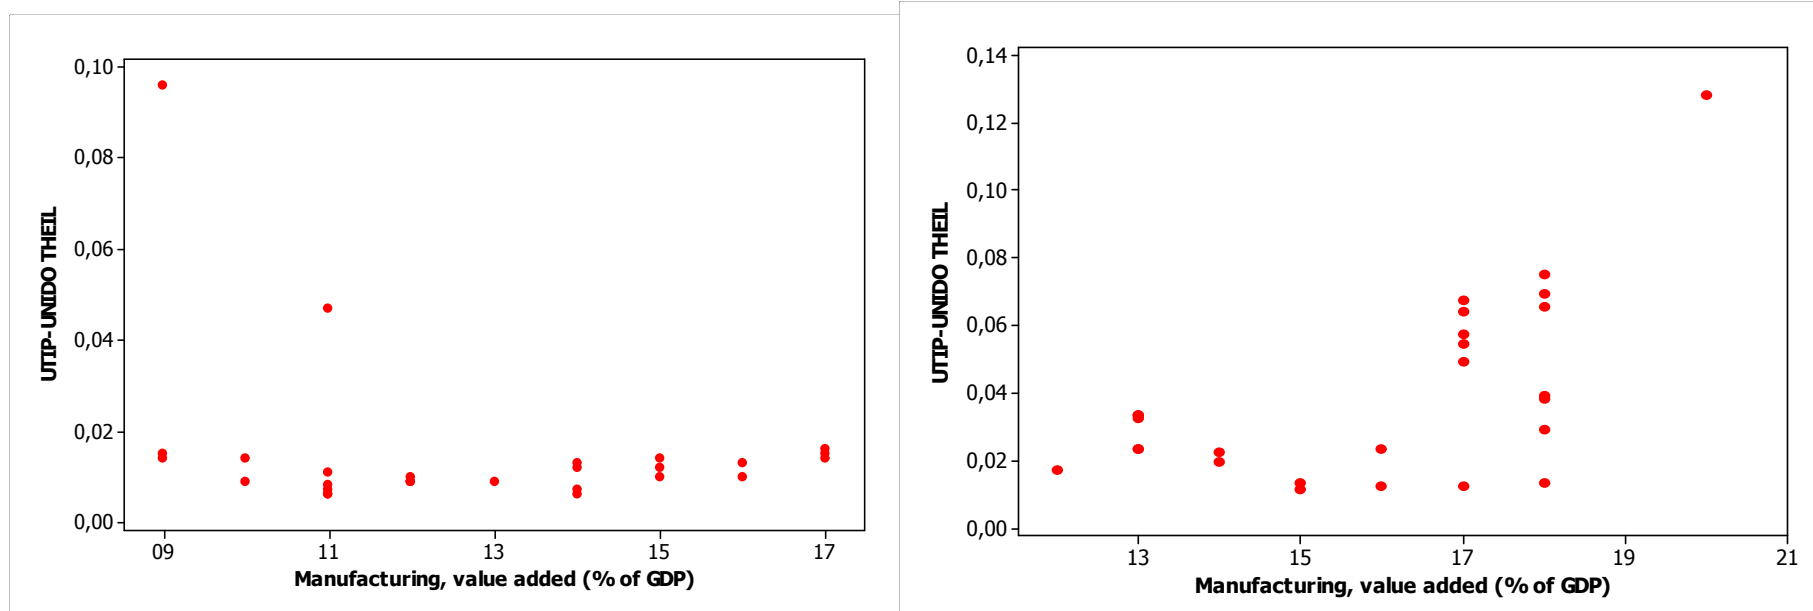 0,10
0,08
0,06
0,04
0,02
0,00
UTIP-UNIDO THEIL
09 11 13 15 17
Manufacturing, value added (% of GDP)
0,14
0,12
0,10
0,08
0,06
0,04
0,02
0,00
UTIP-UNIDO THEIL
13 15 17 19 21
Manufacturing, value added (% of GDP)